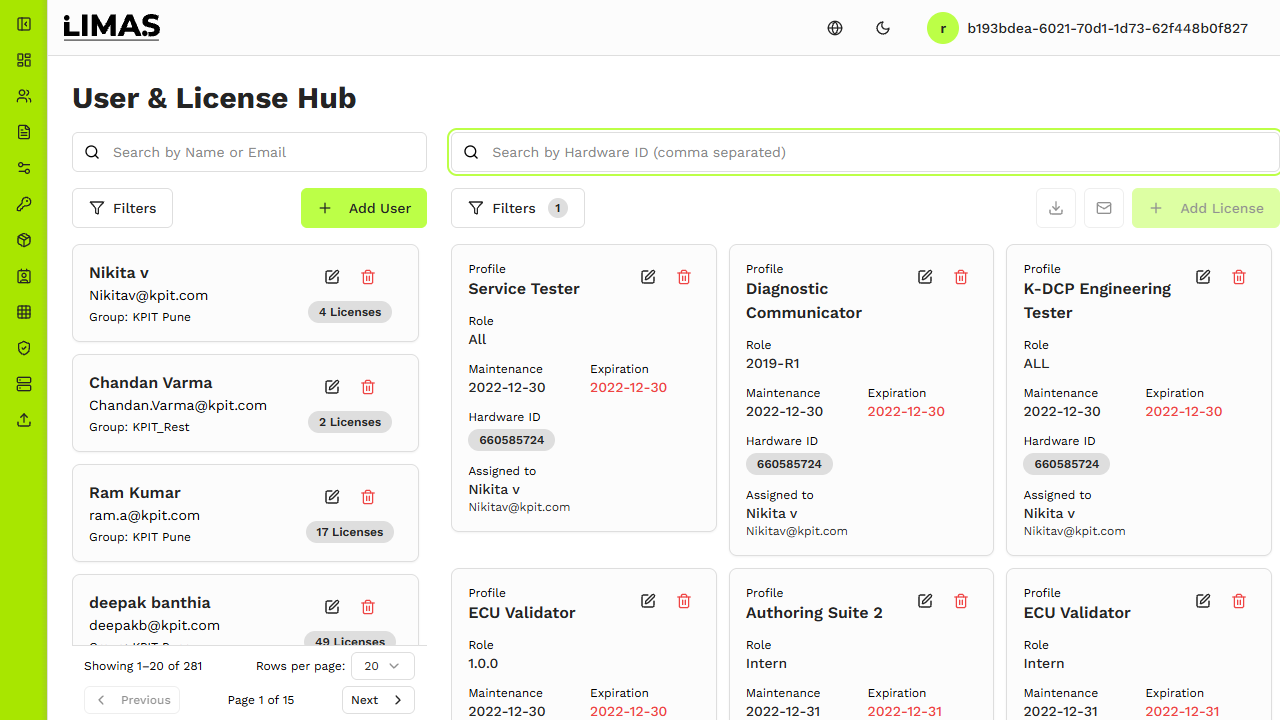 LIMAS
r
b193bdea-6021-70d1-1d73-62f448b0f827
User & License Hub
Search by Name or Email
Search by Hardware ID (comma separated)
Filters
Add User
Filters 1
Add License
Nikita v
Nikitav@kpit.com
Group: KPIT Pune
4 Licenses
Chandan Varma
Chandan.Varma@kpit.com
Group: KPIT_Rest
2 Licenses
Ram Kumar
ram.a@kpit.com
Group: KPIT Pune
17 Licenses
deepak banthia
deepakb@kpit.com
49 Licenses
Showing 1–20 of 281
Rows per page: 20
Previous
Page 1 of 15
Next
Profile
Service Tester
Role
All
Maintenance Expiration
2022-12-30 2022-12-30
Hardware ID
660585724
Assigned to
Nikita v
Nikitav@kpit.com
Profile
Diagnostic
Communicator
Role
2019-R1
Maintenance Expiration
2022-12-30 2022-12-30
Hardware ID
660585724
Assigned to
Nikita v
Nikitav@kpit.com
Profile
K-DCP Engineering
Tester
Role
ALL
Maintenance Expiration
2022-12-30 2022-12-30
Hardware ID
660585724
Assigned to
Nikita v
Nikitav@kpit.com
Profile
ECU Validator
Role
1.0.0
Maintenance Expiration
2022-12-30 2022-12-30
Profile
Authoring Suite 2
Role
Intern
Maintenance Expiration
2022-12-31 2022-12-31
Profile
ECU Validator
Role
Intern
Maintenance Expiration
2022-12-31 2022-12-31